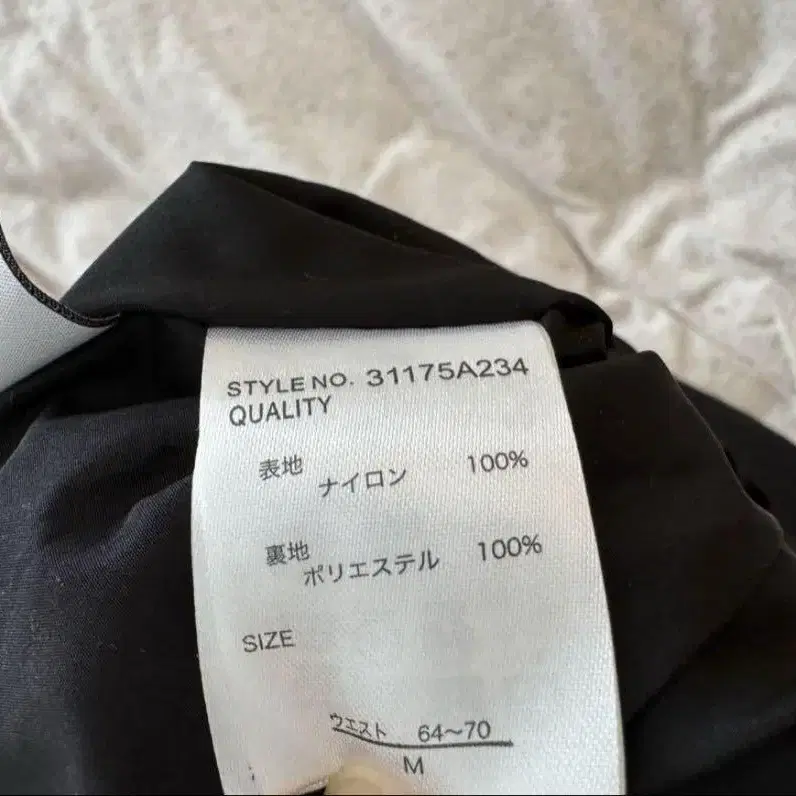 STYLE NO. 31175A234
QUALITY
表地
ナイロン 100%
裏地
ポリエステル 100%
SIZE
ウエスト 64〜70
M